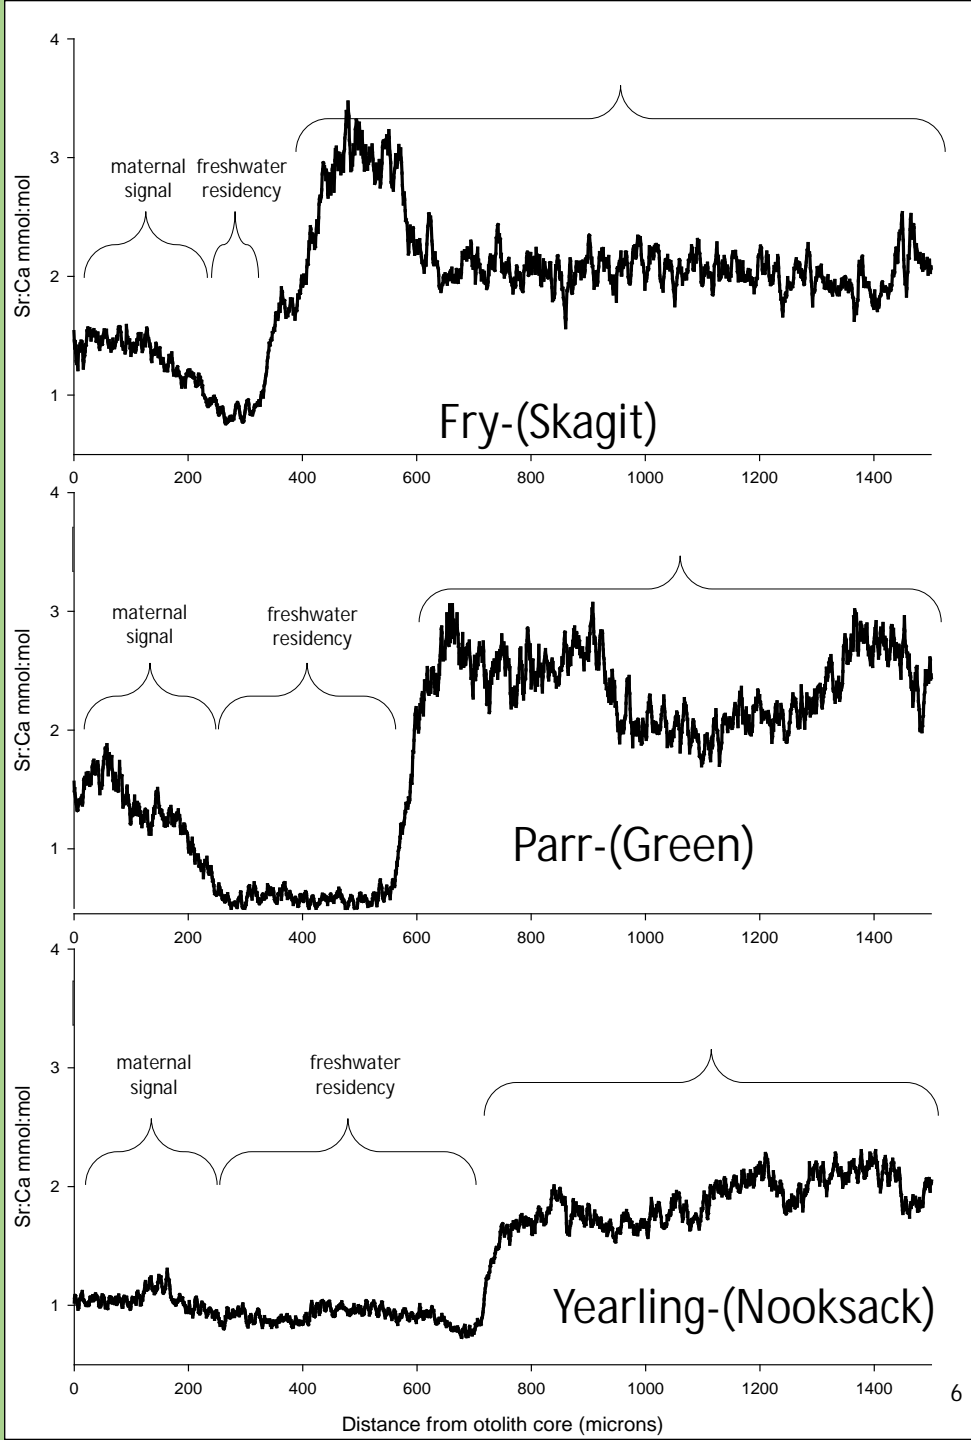 4
maternal freshwater
signal residency
3
Sr:Ca mmol:mol
2
1
Fry-(Skagit)
0 200 400 600 800 1000 1200 1400
4
maternal freshwater
signal residency
3
Sr:Ca mmol:mol
2
1
Parr-(Green)
0 200 400 600 800 1000 1200 1400
4
maternal freshwater
signal residency
3
Sr:Ca mmol:mol
2
1
Yearling-(Nooksack)
0 200 400 600 800 1000 1200 1400
6
Distance from otolith core (microns)